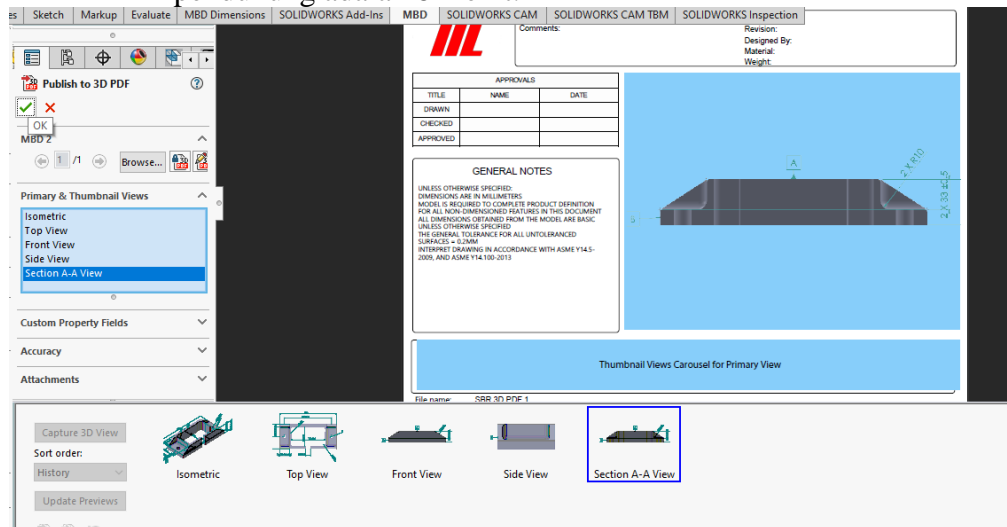 es Sketch Markup Evaluate MBD Dimensions SOLIDWORKS Add-Ins MBD SOLIDWORKS CAM SOLIDWORKS CAM TBM SOLIDWORKS Inspection
Publish to 3D PDF
OK
MBD 2
1 /1 Browse...
Primary & Thumbnail Views
Isometric
Top View
Front View
Side View
Section A-A View
Custom Property Fields
Accuracy
Attachments
Comments:
Revision:
Designed By:
Material:
Weight:
APPROVALS
TITLE NAME DATE
DRAWN
CHECKED
APPROVED
GENERAL NOTES
UNLESS OTHERWISE SPECIFIED:
DIMENSIONS ARE IN MILLIMETERS
MODEL IS REQUIRED TO COMPLETE PRODUCT DEFINITION
FOR ALL NON-DIMENSIONED FEATURES IN THIS DOCUMENT
ALL DIMENSIONS OBTAINED FROM THE MODEL ARE BASIC
UNLESS OTHERWISE SPECIFIED
THE GENERAL TOLERANCE FOR ALL UNTOLERANCED
SURFACES = 0.2MM
INTERPRET DRAWING IN ACCORDANCE WITH ASME Y14.5-
2009, AND ASME Y14.100-2013
A
2 X R10
2 X 33 ±0,5
Thumbnail Views Carousel for Primary View
File name: SBR 3D PDF 1
Capture 3D View
Sort order:
History
Update Previews
Isometric
Top View
Front View
Side View
Section A-A View